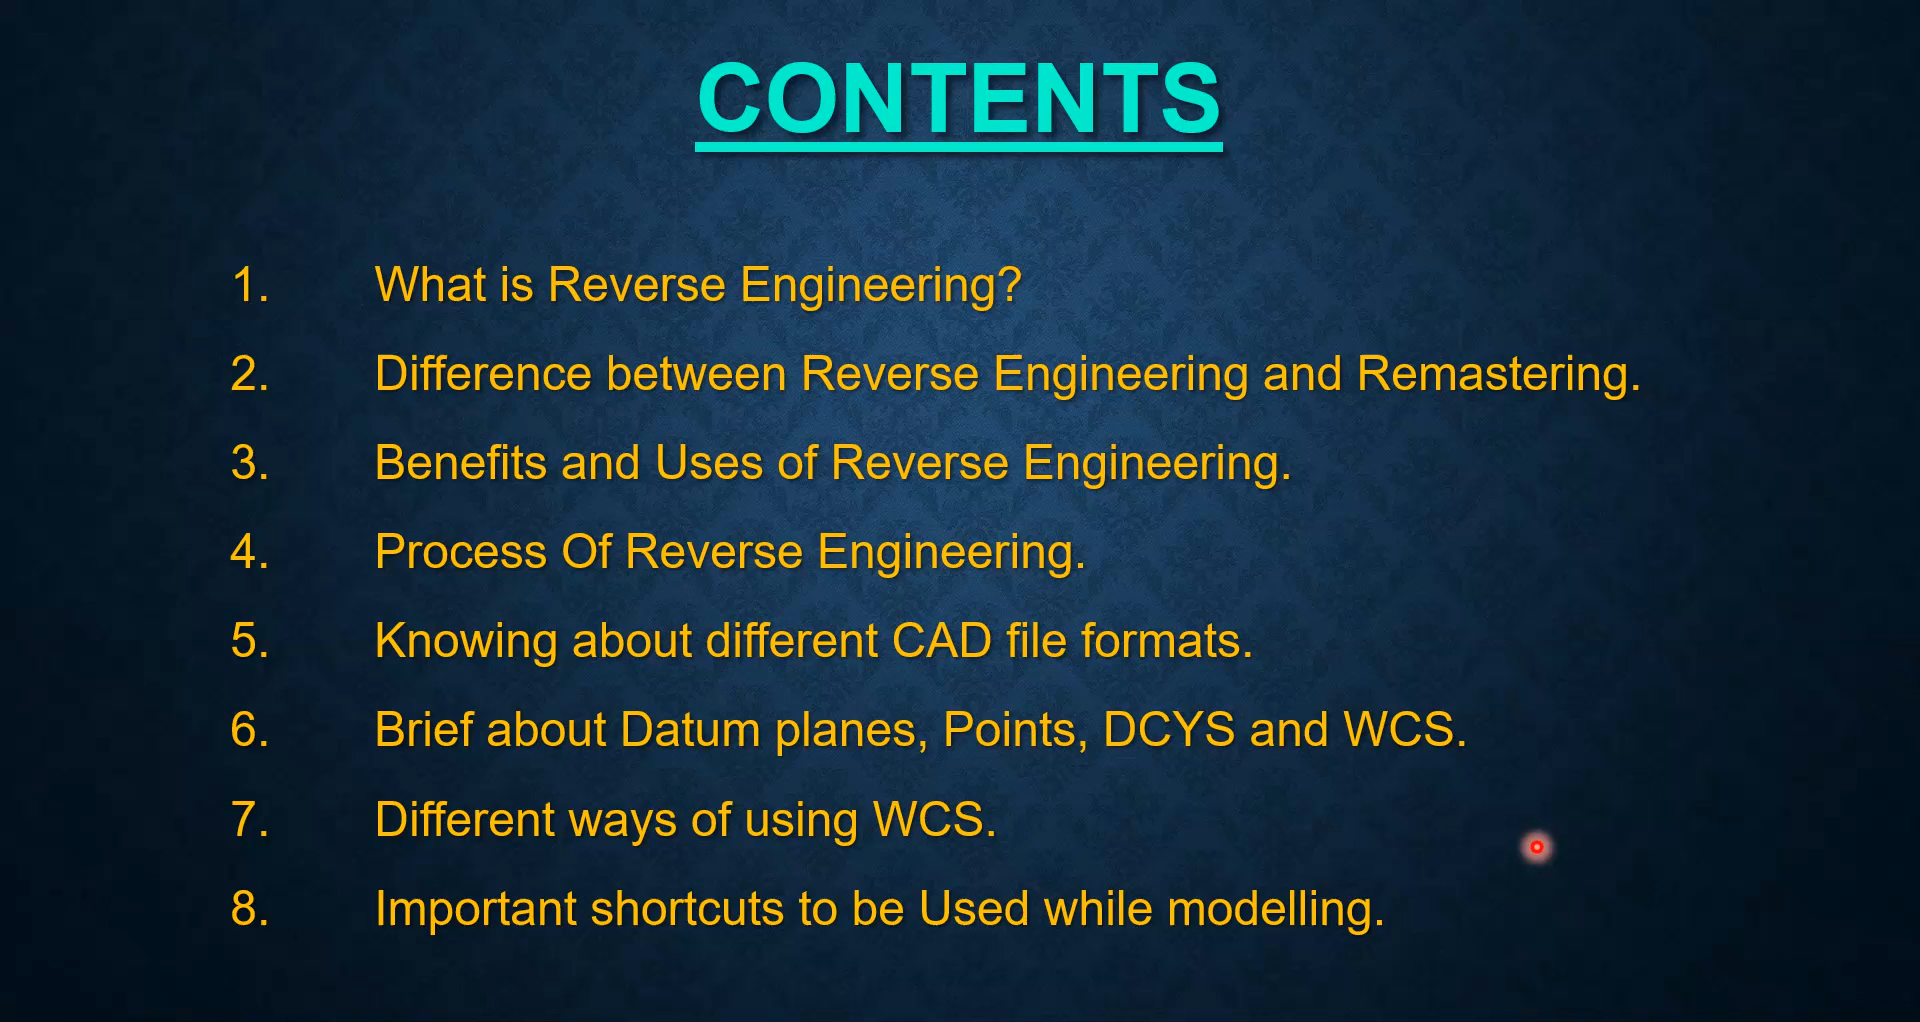 CONTENTS
1. What is Reverse Engineering?
2. Difference between Reverse Engineering and Remastering.
3. Benefits and Uses of Reverse Engineering.
4. Process Of Reverse Engineering.
5. Knowing about different CAD file formats.
6. Brief about Datum planes, Points, DCYS and WCS.
7. Different ways of using WCS.
8. Important shortcuts to be Used while modelling.